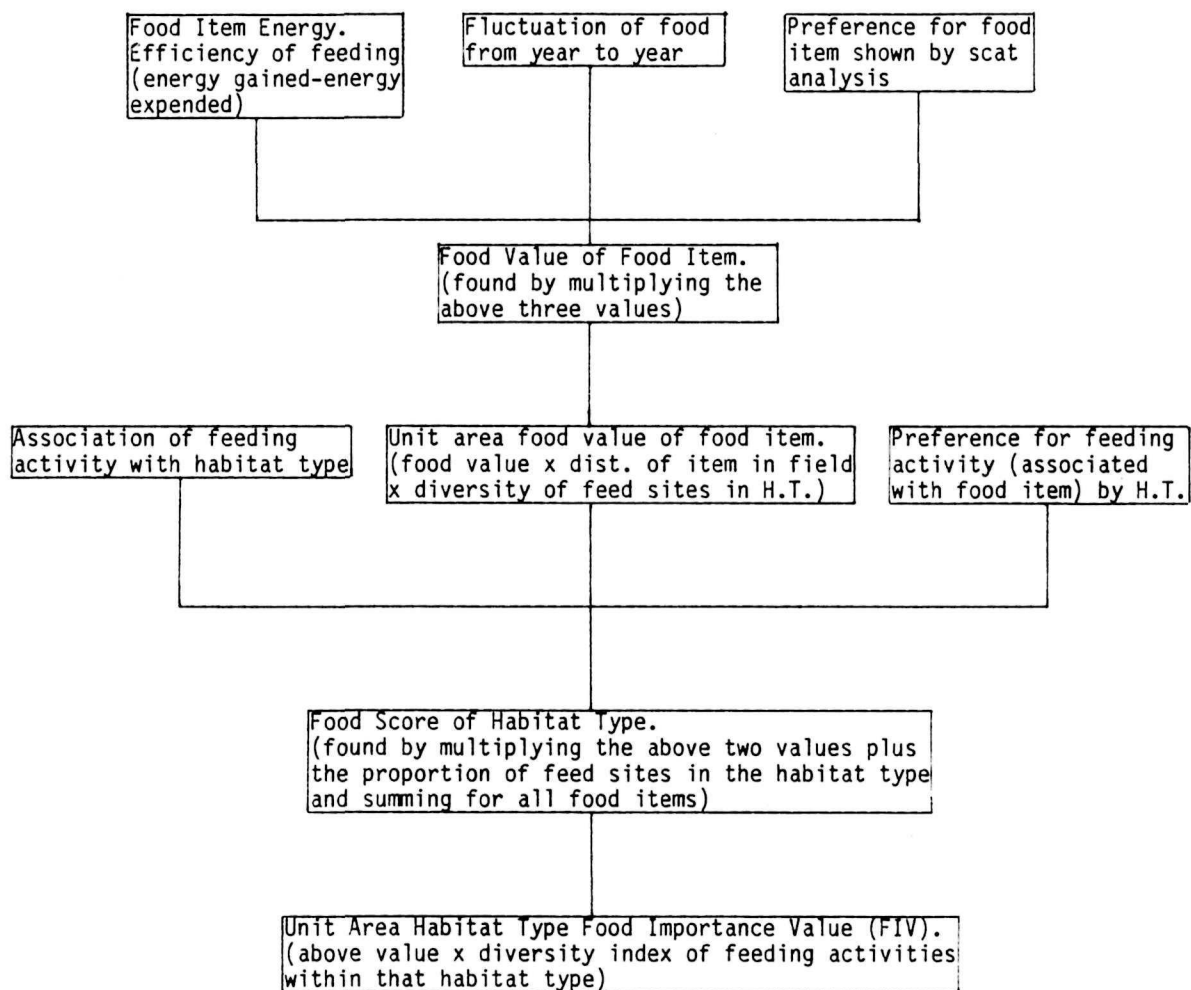 Food Item Energy.
Efficiency of feeding
(energy gained-energy
expended)
Fluctuation of food
from year to year
Preference for food
item shown by scat
analysis
Food Value of Food Item.
(found by multiplying the
above three values)
Association of feeding
activity with habitat type
Unit area food value of food item.
(food value x dist. of item in field
x diversity of feed sites in H.T.)
Preference for feeding
activity (associated
with food item) by H.T.
Food Score of Habitat Type.
(found by multiplying the above two values plus
the proportion of feed sites in the habitat type
and summing for all food items)
Unit Area Habitat Type Food Importance Value (FIV).
(above value x diversity index of feeding activities
within that habitat type)